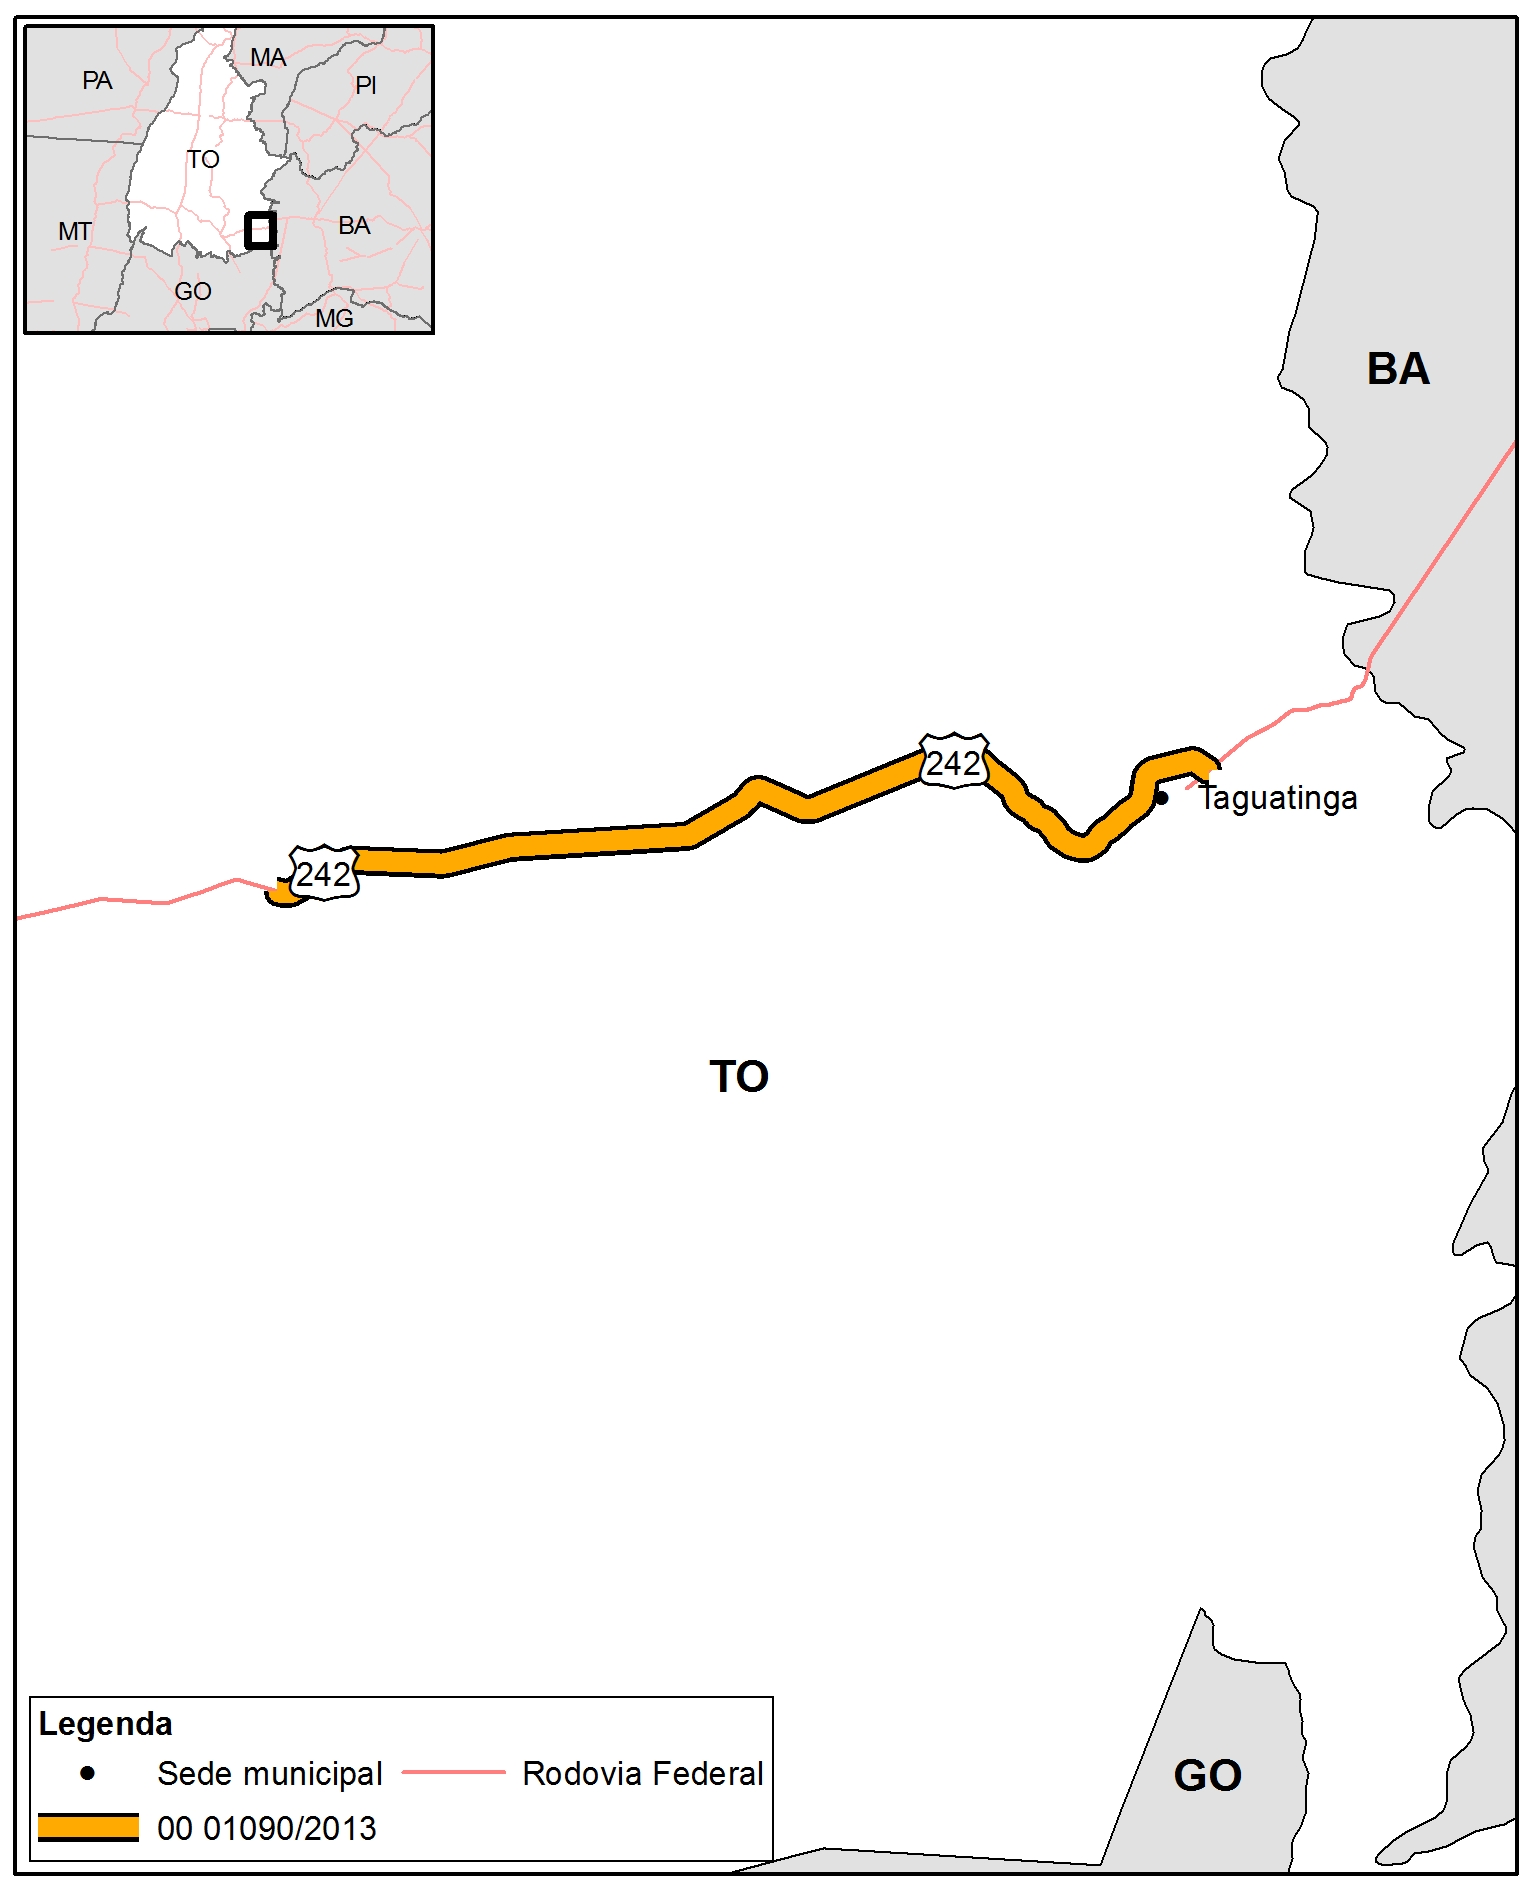 PA
MA
PI
TO
MT
BA
GO
MG
BA
242
Taguatinga
242
TO
GO
Legenda
Sede municipal
Rodovia Federal
00 01090/2013